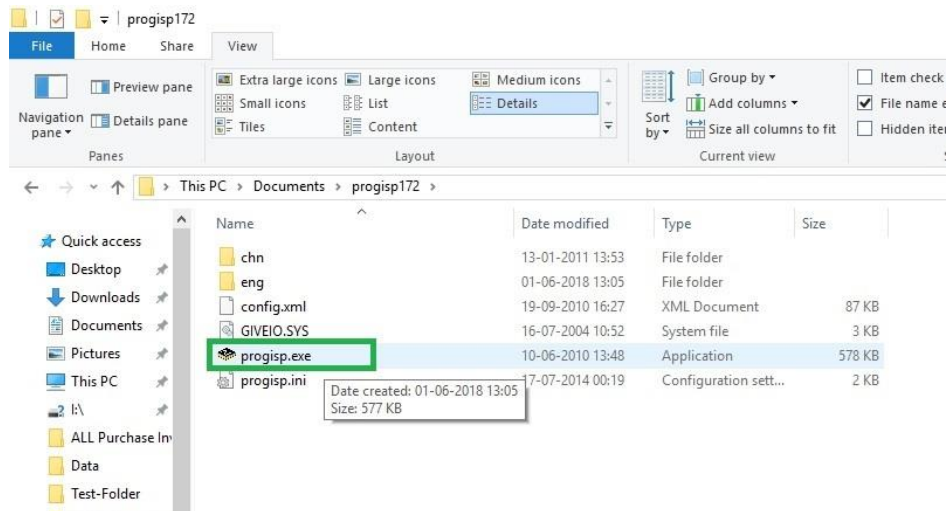 progisp172
File Home Share View
Preview pane
Details pane
Navigation pane
Panes
Extra large icons Large icons Medium icons
Small icons List Details
Tiles Content
Layout
Sort by
Group by
Add columns
Size all columns to fit
Current view
Item check
File name e
Hidden iter
This PC > Documents > progisp172 >
Quick access
Desktop
Downloads
Documents
Pictures
This PC
I:\
ALL Purchase Inv
Data
Test-Folder
Name Date modified Type Size
chn 13-01-2011 13:53 File folder
eng 01-06-2018 13:05 File folder
config.xml 19-09-2010 16:27 XML Document 87 KB
GIVEIO.SYS 16-07-2004 10:52 System file 3 KB
progisp.exe 10-06-2010 13:48 Application 578 KB
progisp.ini 17-07-2014 00:19 Configuration sett... 2 KB
Date created: 01-06-2018 13:05
Size: 577 KB